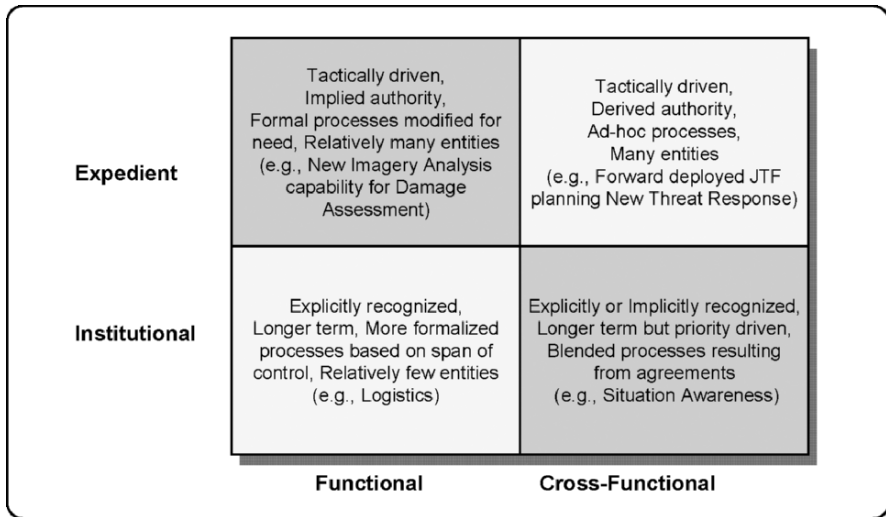 Expedient
Tactically driven,
Implied authority,
Formal processes modified for
need, Relatively many entities
(e.g., New Imagery Analysis
capability for Damage
Assessment)
Tactically driven,
Derived authority,
Ad-hoc processes,
Many entities
(e.g., Forward deployed JTF
planning New Threat Response)
Institutional
Explicitly recognized,
Longer term, More formalized
processes based on span of
control, Relatively few entities
(e.g., Logistics)
Explicitly or Implicitly recognized,
Longer term but priority driven,
Blended processes resulting
from agreements
(e.g., Situation Awareness)
Functional
Cross-Functional